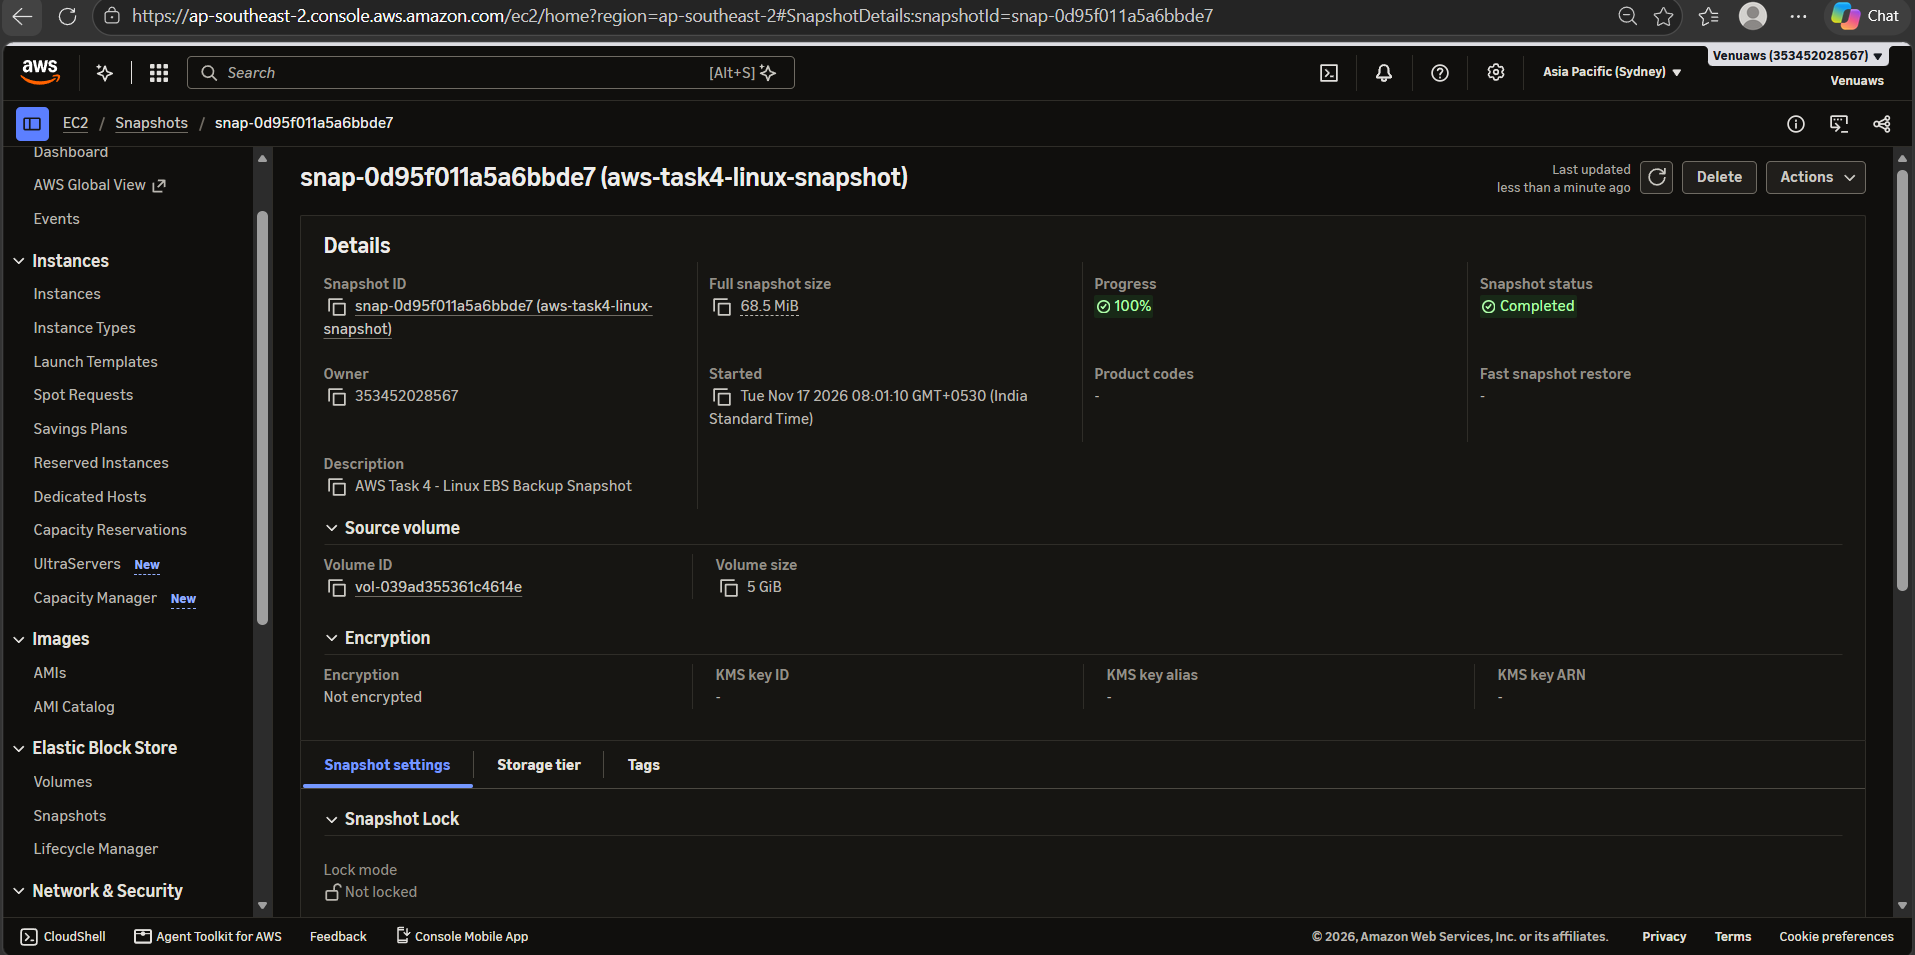 https://ap-southeast-2.console.aws.amazon.com/ec2/home?region=ap-southeast-2#SnapshotDetails:snapshotId=snap-0d95f011a5a6bbde7
Chat
aws
Search
[Alt+S]
Asia Pacific (Sydney)
Venuaws (353452028567)
Venuaws
EC2 / Snapshots / snap-0d95f011a5a6bbde7
Dashboard
AWS Global View
Events
Instances
Instances
Instance Types
Launch Templates
Spot Requests
Savings Plans
Reserved Instances
Dedicated Hosts
Capacity Reservations
UltraServers New
Capacity Manager New
Images
AMIs
AMI Catalog
Elastic Block Store
Volumes
Snapshots
Lifecycle Manager
Network & Security
snap-0d95f011a5a6bbde7 (aws-task4-linux-snapshot)
Last updated
less than a minute ago
Delete
Actions
Details
Snapshot ID
snap-0d95f011a5a6bbde7 (aws-task4-linux-
snapshot)
Full snapshot size
68.5 MiB
Progress
100%
Snapshot status
Completed
Owner
353452028567
Started
Tue Nov 17 2026 08:01:10 GMT+0530 (India
Standard Time)
Product codes
-
Fast snapshot restore
-
Description
AWS Task 4 - Linux EBS Backup Snapshot
Source volume
Volume ID
vol-039ad355361c4614e
Volume size
5 GiB
Encryption
Encryption
Not encrypted
KMS key ID
-
KMS key alias
-
KMS key ARN
-
Snapshot settings
Storage tier
Tags
Snapshot Lock
Lock mode
Not locked
CloudShell
Agent Toolkit for AWS
Feedback
Console Mobile App
© 2026, Amazon Web Services, Inc. or its affiliates.
Privacy
Terms
Cookie preferences